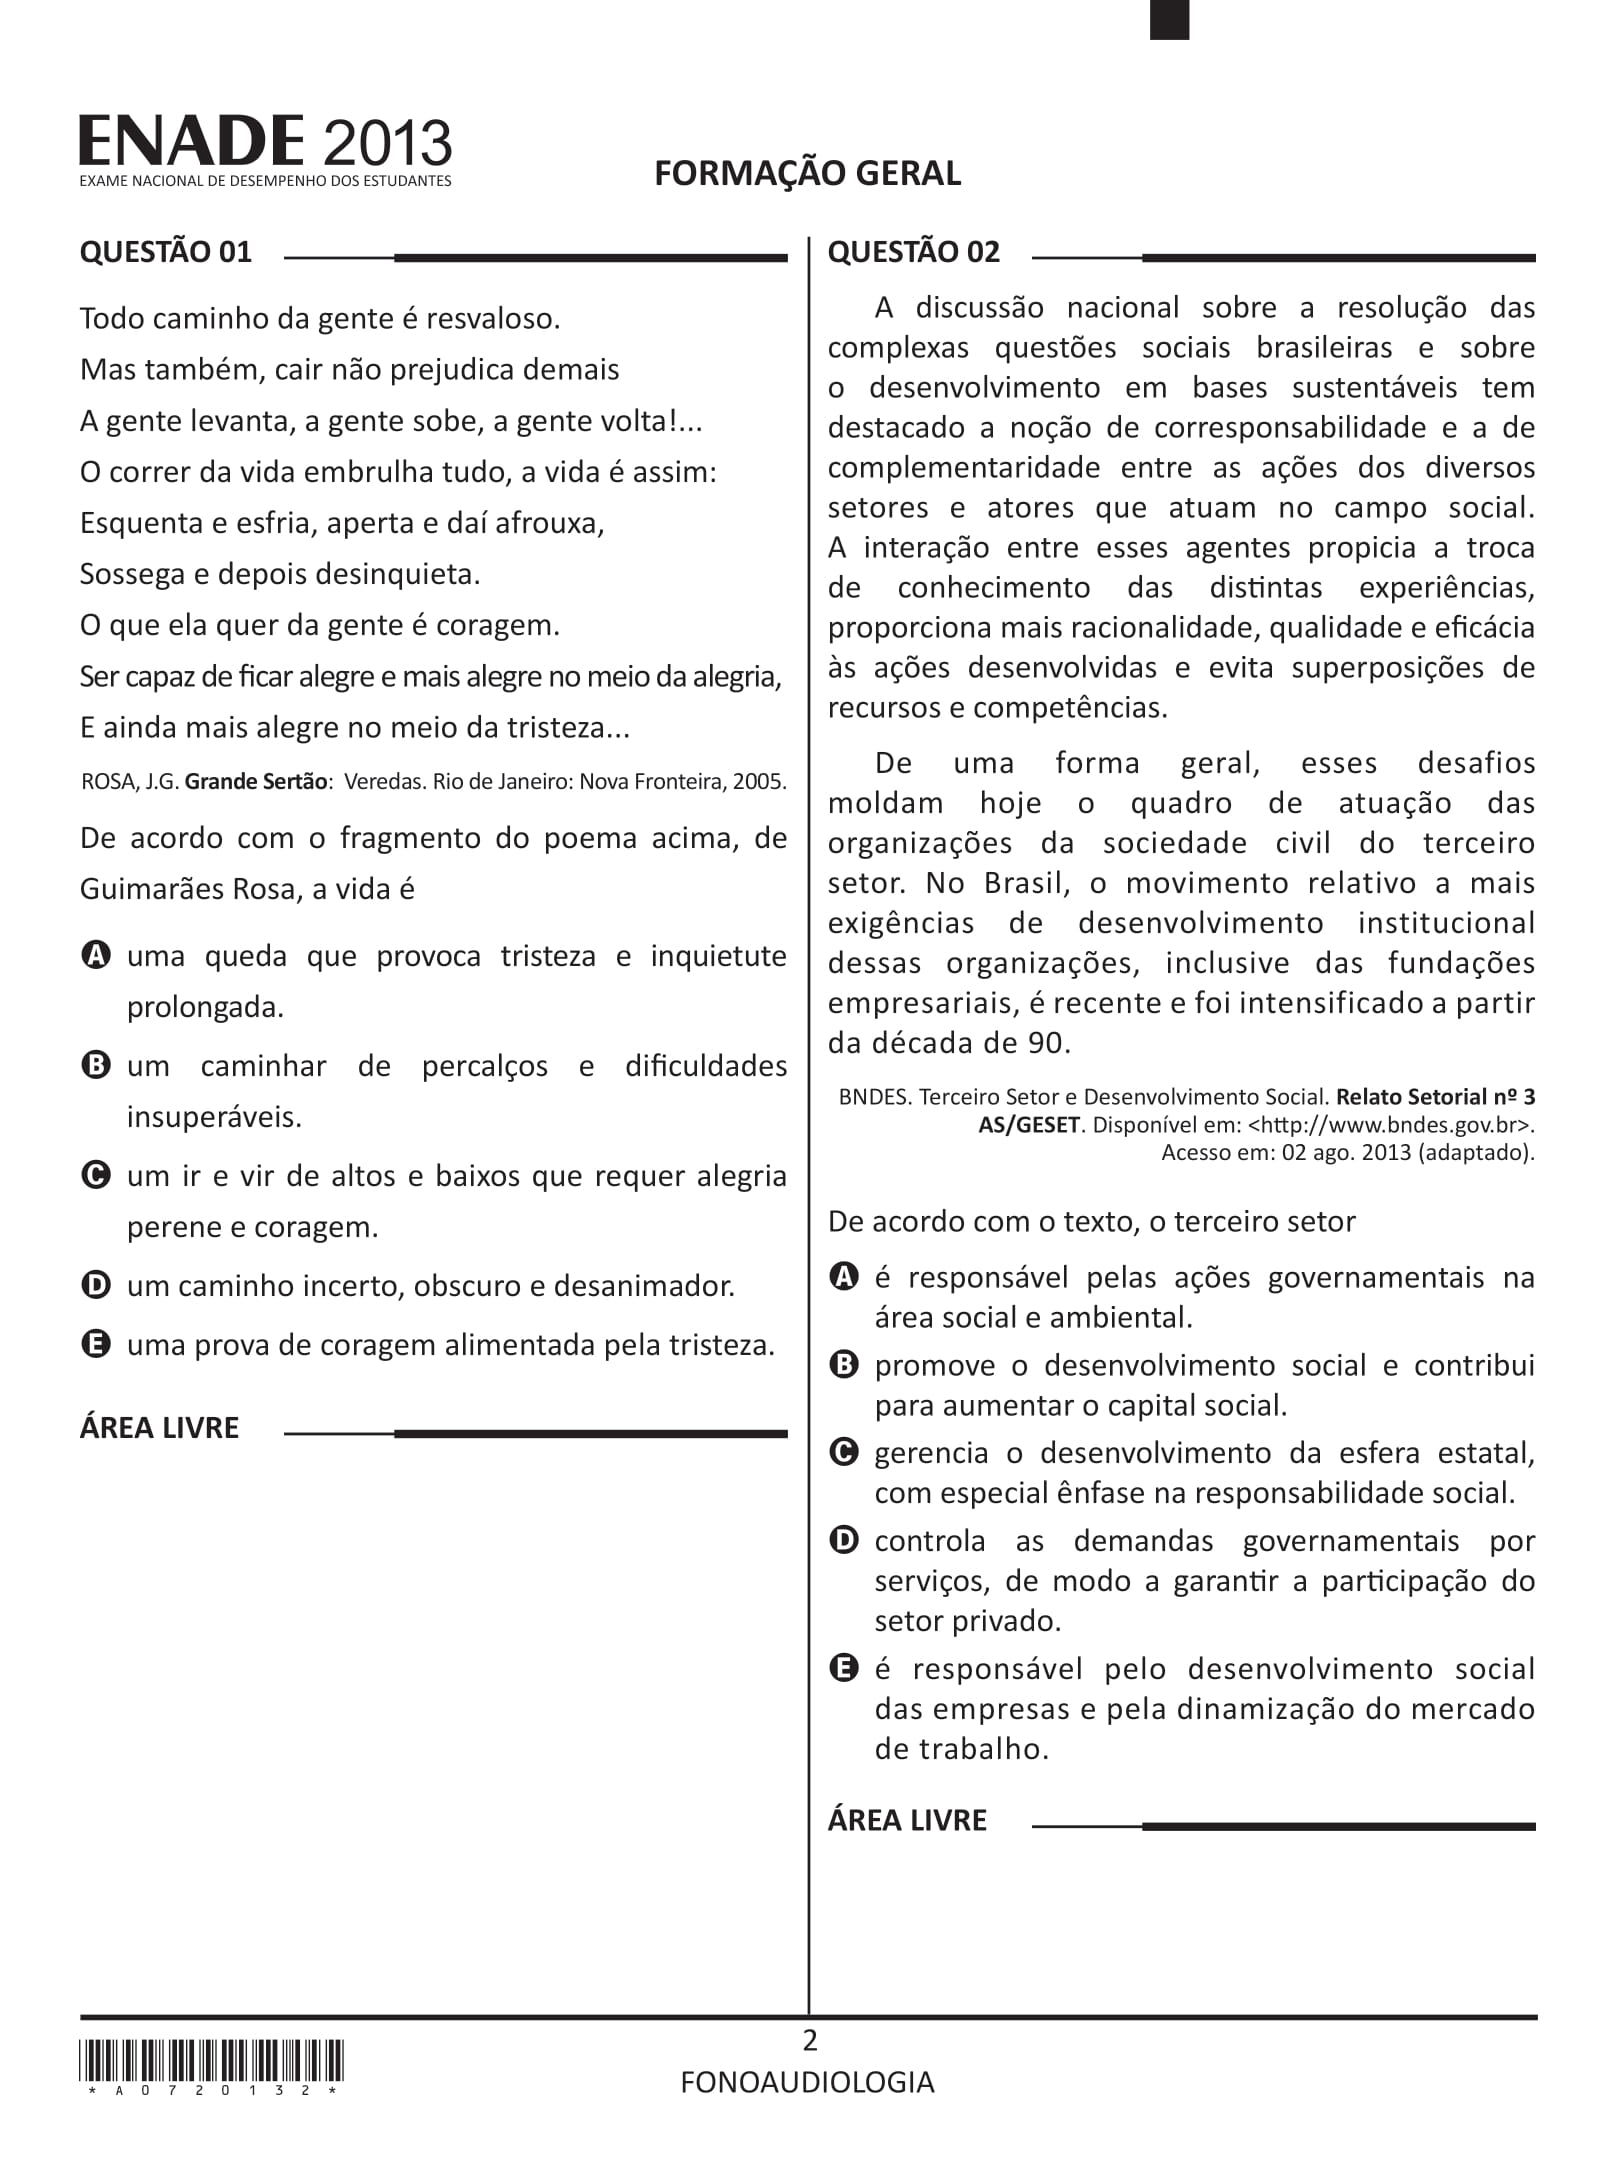 ENADE 2013
EXAME NACIONAL DE DESEMPENHO DOS ESTUDANTES
FORMAÇÃO GERAL
QUESTÃO 01
Todo caminho da gente é resvaloso.
Mas também, cair não prejudica demais
A gente levanta, a gente sobe, a gente volta!...
O correr da vida embrulha tudo, a vida é assim:
Esquenta e esfria, aperta e daí afrouxa,
Sossega e depois desinquieta.
O que ela quer da gente é coragem.
Ser capaz de ficar alegre e mais alegre no meio da alegria,
E ainda mais alegre no meio da tristeza...
ROSA, J.G. Grande Sertão: Veredas. Rio de Janeiro: Nova Fronteira, 2005.
De acordo com o fragmento do poema acima, de
Guimarães Rosa, a vida é
A uma queda que provoca tristeza e inquietute
prolongada.
B um caminhar de percalços e dificuldades
insuperáveis.
C um ir e vir de altos e baixos que requer alegria
perene e coragem.
D um caminho incerto, obscuro e desanimador.
E uma prova de coragem alimentada pela tristeza.
ÁREA LIVRE
QUESTÃO 02
A discussão nacional sobre a resolução das
complexas questões sociais brasileiras e sobre
o desenvolvimento em bases sustentáveis tem
destacado a noção de corresponsabilidade e a de
complementaridade entre as ações dos diversos
setores e atores que atuam no campo social.
A interação entre esses agentes propicia a troca
de conhecimento das distintas experiências,
proporciona mais racionalidade, qualidade e eficácia
às ações desenvolvidas e evita superposições de
recursos e competências.
De uma forma geral, esses desafios
moldam hoje o quadro de atuação das
organizações da sociedade civil do terceiro
setor. No Brasil, o movimento relativo a mais
exigências de desenvolvimento institucional
dessas organizações, inclusive das fundações
empresariais, é recente e foi intensificado a partir
da década de 90.
BNDES. Terceiro Setor e Desenvolvimento Social. Relato Setorial nº 3
AS/GESET. Disponível em: <http://www.bndes.gov.br>.
Acesso em: 02 ago. 2013 (adaptado).
De acordo com o texto, o terceiro setor
A é responsável pelas ações governamentais na
área social e ambiental.
B promove o desenvolvimento social e contribui
para aumentar o capital social.
C gerencia o desenvolvimento da esfera estatal,
com especial ênfase na responsabilidade social.
D controla as demandas governamentais por
serviços, de modo a garantir a participação do
setor privado.
E é responsável pelo desenvolvimento social
das empresas e pela dinamização do mercado
de trabalho.
ÁREA LIVRE
*A0720132*
2
FONOAUDIOLOGIA